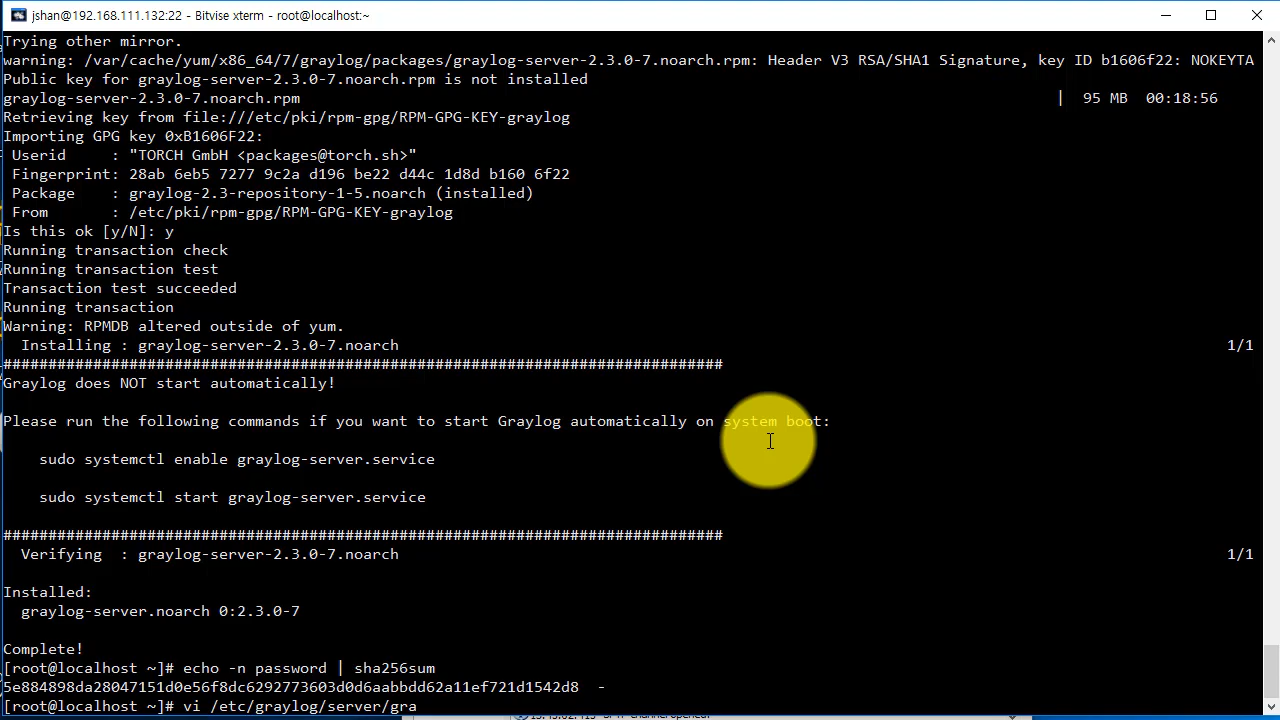 jshan@192.168.111.132:22 - Bitvise xterm - root@localhost:~
Trying other mirror.
warning: /var/cache/yum/x86_64/7/graylog/packages/graylog-server-2.3.0-7.noarch.rpm: Header V3 RSA/SHA1 Signature, key ID b1606f22: NOKEYTA
Public key for graylog-server-2.3.0-7.noarch.rpm is not installed
graylog-server-2.3.0-7.noarch.rpm | 95 MB 00:18:56
Retrieving key from file:///etc/pki/rpm-gpg/RPM-GPG-KEY-graylog
Importing GPG key 0xB1606F22:
Userid : "TORCH GmbH <packages@torch.sh>"
Fingerprint: 28ab 6eb5 7277 9c2a d196 be22 d44c 1d8d b160 6f22
Package : graylog-2.3-repository-1-5.noarch (installed)
From : /etc/pki/rpm-gpg/RPM-GPG-KEY-graylog
Is this ok [y/N]: y
Running transaction check
Running transaction test
Transaction test succeeded
Running transaction
Warning: RPMDB altered outside of yum.
Installing : graylog-server-2.3.0-7.noarch 1/1
################################################################################
Graylog does NOT start automatically!
Please run the following commands if you want to start Graylog automatically on system boot:
sudo systemctl enable graylog-server.service
sudo systemctl start graylog-server.service
################################################################################
Verifying : graylog-server-2.3.0-7.noarch 1/1
Installed:
graylog-server.noarch 0:2.3.0-7
Complete!
[root@localhost ~]# echo -n password | sha256sum
5e884898da28047151d0e56f8dc6292773603d0d6aabbdd62a11ef721d1542d8 -
[root@localhost ~]# vi /etc/graylog/server/gra